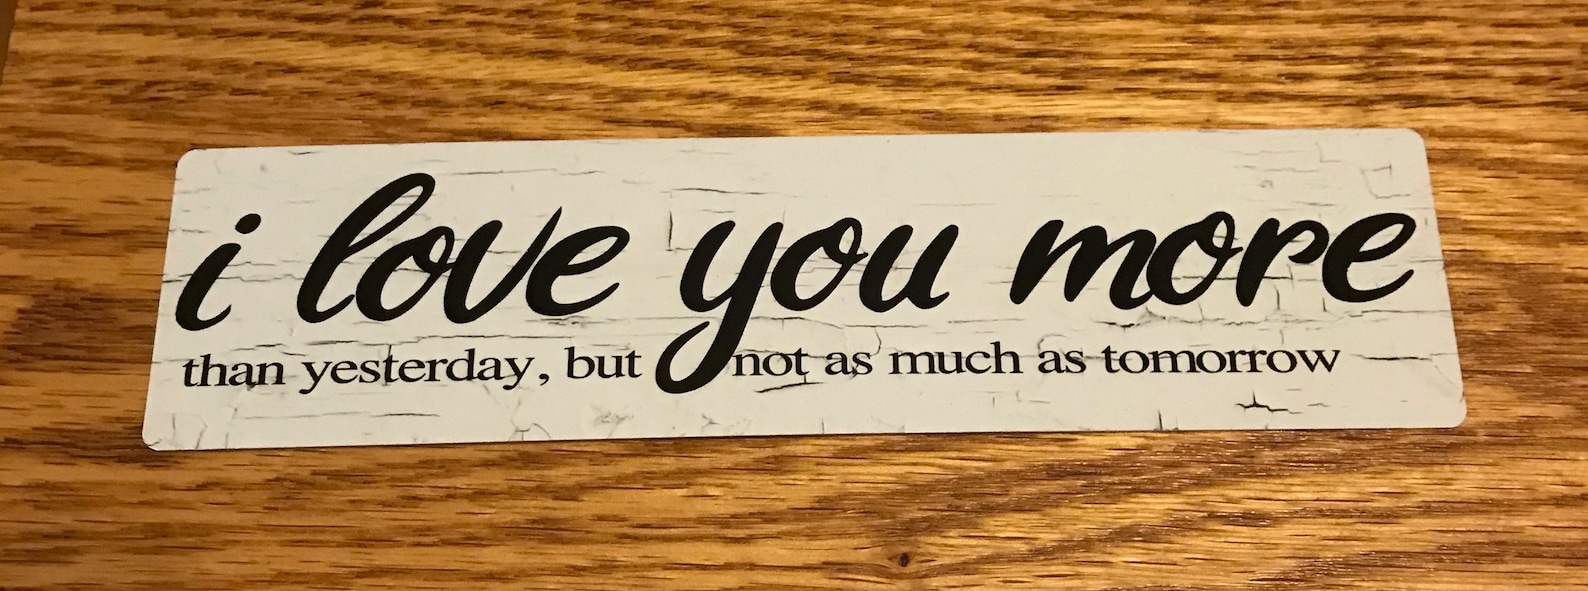 i love you more
than yesterday, but not as much as tomorrow